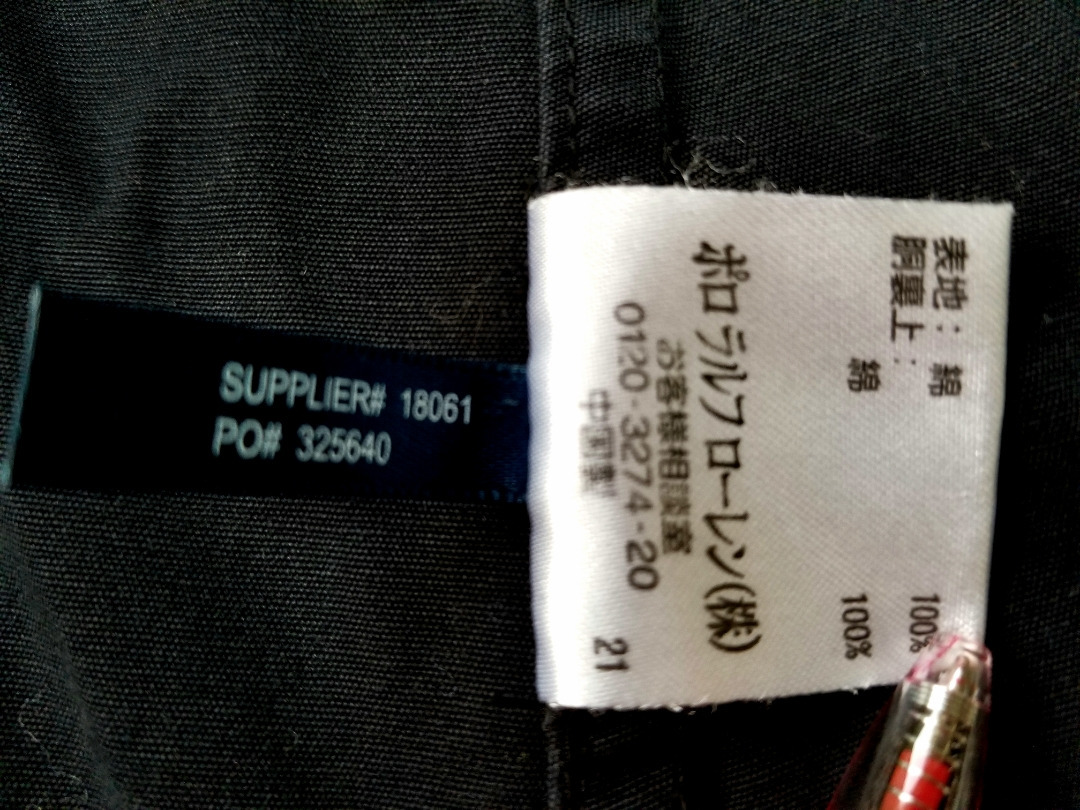 SUPPLIER# 18061
PO# 325640
表地: 綿 100%
胴裏上: 綿 100%
ポロ ラルフローレン(株)
お客様相談室
0120-3274-20
中国製 21